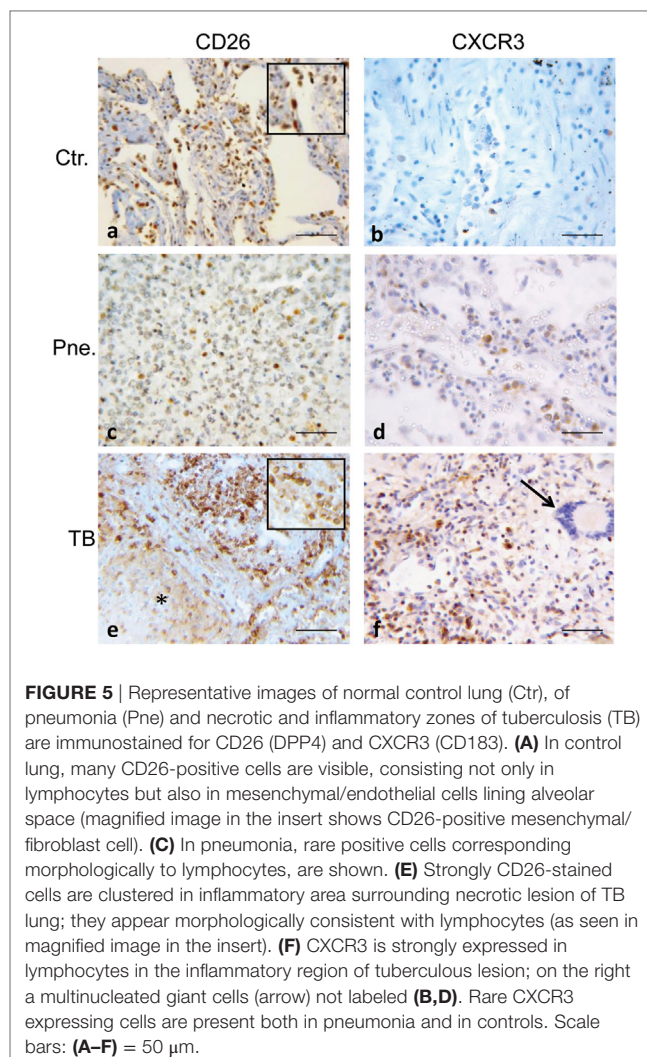 CD26 CXCR3
Ctr.
a b
Pne.
c d
TB
* 
e f
FIGURE 5 | Representative images of normal control lung (Ctr), of
pneumonia (Pne) and necrotic and inflammatory zones of tuberculosis (TB)
are immunostained for CD26 (DPP4) and CXCR3 (CD183). (A) In control
lung, many CD26-positive cells are visible, consisting not only in
lymphocytes but also in mesenchymal/endothelial cells lining alveolar
space (magnified image in the insert shows CD26-positive mesenchymal/
fibroblast cell). (C) In pneumonia, rare positive cells corresponding
morphologically to lymphocytes, are shown. (E) Strongly CD26-stained
cells are clustered in inflammatory area surrounding necrotic lesion of TB
lung; they appear morphologically consistent with lymphocytes (as seen in
magnified image in the insert). (F) CXCR3 is strongly expressed in
lymphocytes in the inflammatory region of tuberculous lesion; on the right
a multinucleated giant cells (arrow) not labeled (B,D). Rare CXCR3
expressing cells are present both in pneumonia and in controls. Scale
bars: (A–F) = 50 μm.